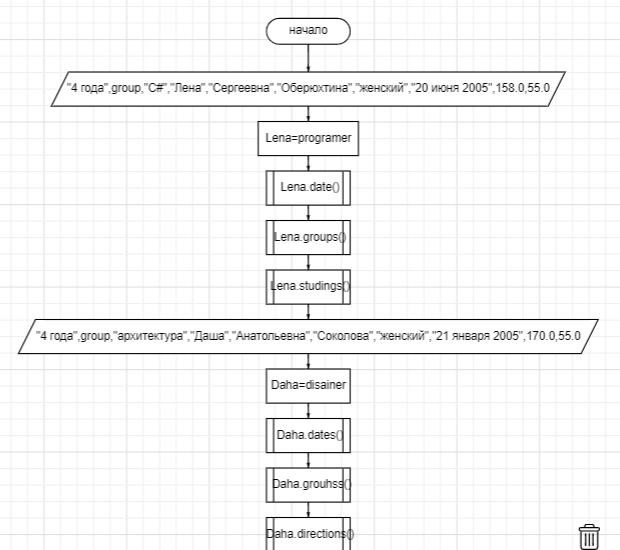 начало
"4 года",group,"C#","Лена","Сергеевна","Оберюхтина","женский","20 июня 2005",158.0,55.0
Lena=programer
Lena.date()
Lena.groups()
Lena.studings()
"4 года",group,"архитектура","Даша","Анатольевна","Соколова","женский","21 января 2005",170.0,55.0
Daha=disainer
Daha.dates()
Daha.grouhss()
Daha.directions()